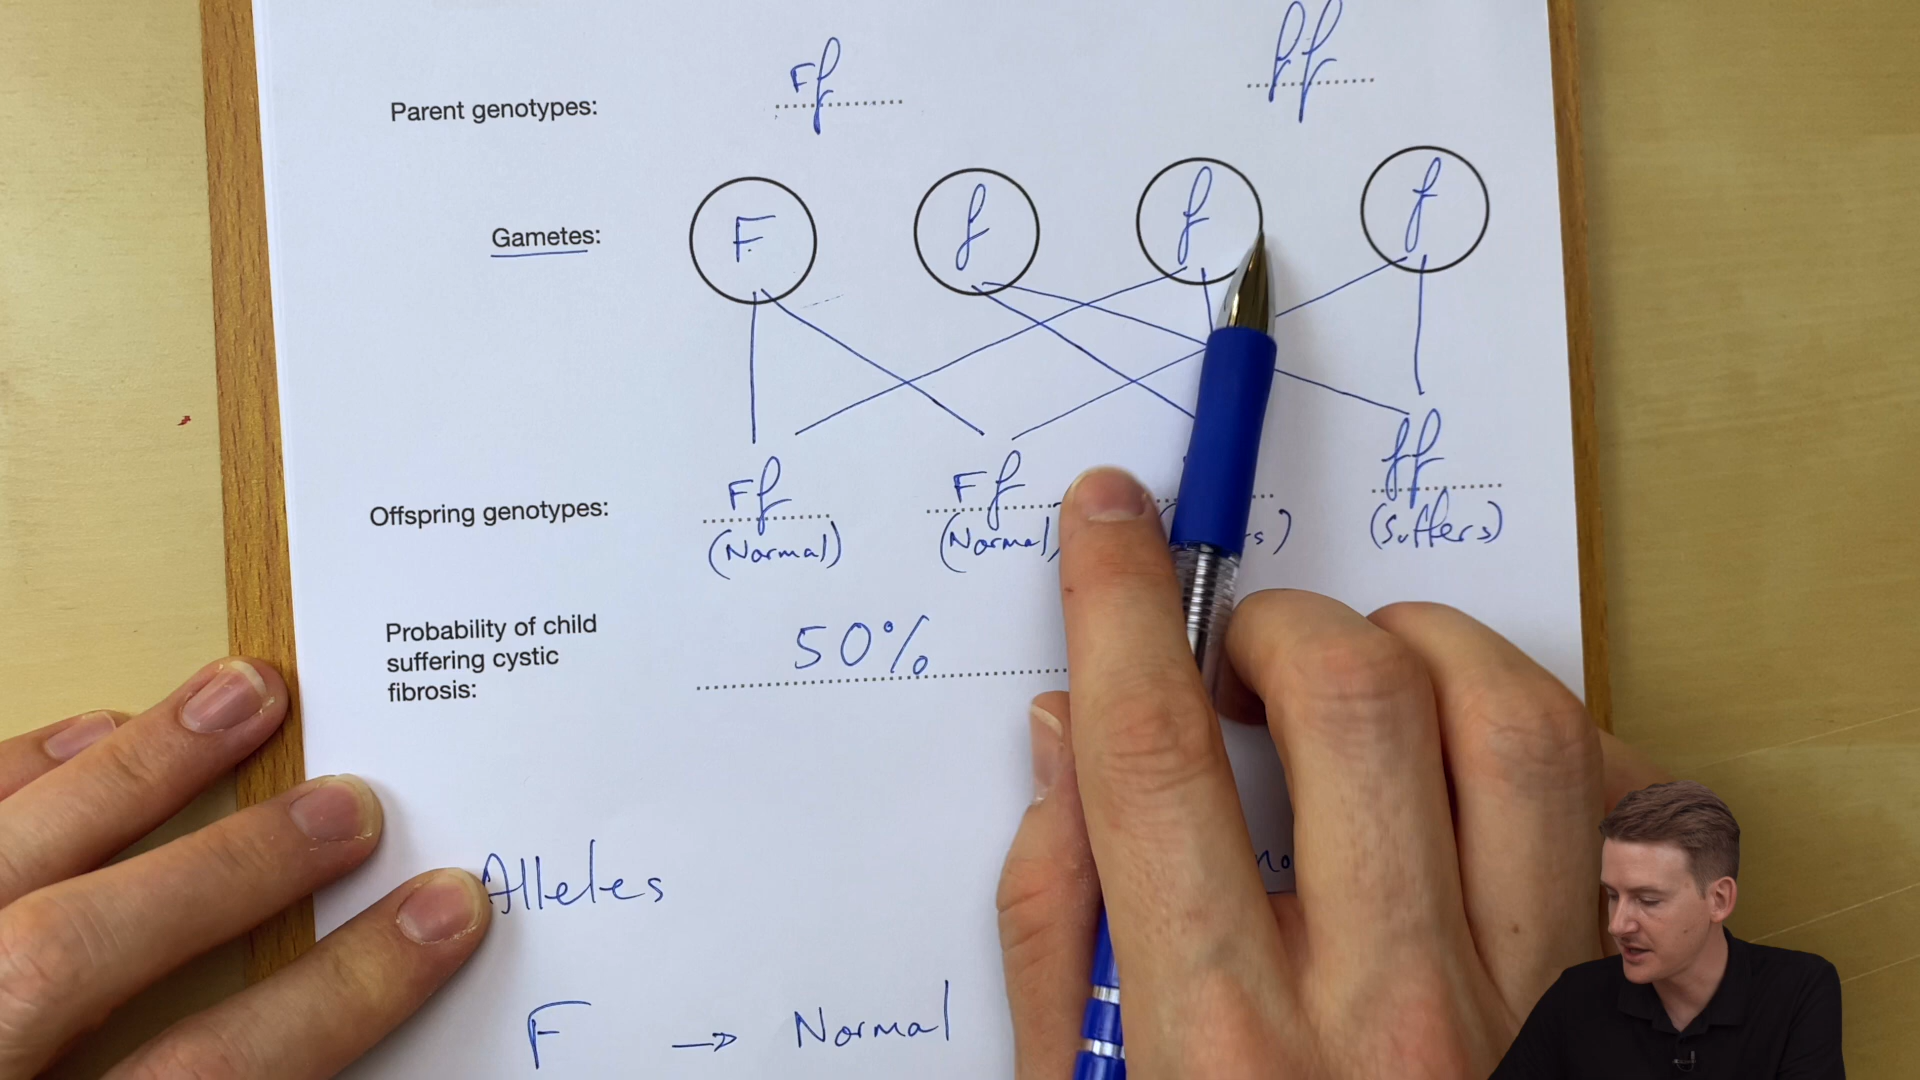 Parent genotypes: Ff ff
Gametes: F f f f
Offspring genotypes: Ff Ff ff
(Normal) (Normal) (Suffers)
Probability of child
suffering cystic
fibrosis:
50%
Alleles
F → Normal